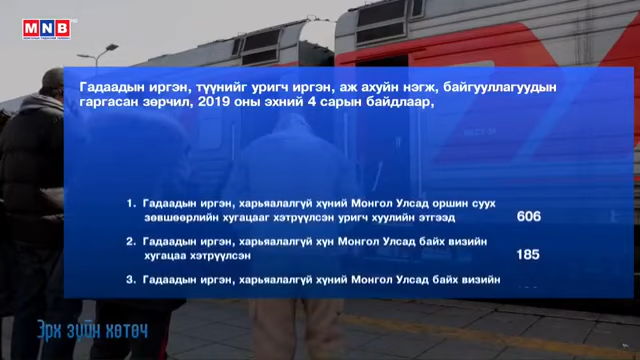 MNB
Гадаадын иргэн, түүнийг уригч иргэн, аж ахуйн нэгж, байгууллагуудын
гаргасан зөрчил, 2019 оны эхний 4 сарын байдлаар,
1. Гадаадын иргэн, харьяалалгүй хүний Монгол Улсад оршин суух
зөвшөөрлийн хугацааг хэтрүүлсэн уригч хуулийн этгээд 606
2. Гадаадын иргэн, харьяалалгүй хүн Монгол Улсад байх визийн
хугацаа хэтрүүлсэн 185
3. Гадаадын иргэн, харьяалалгүй хүний Монгол Улсад байх визийн
Эрх зүйн хөтөч